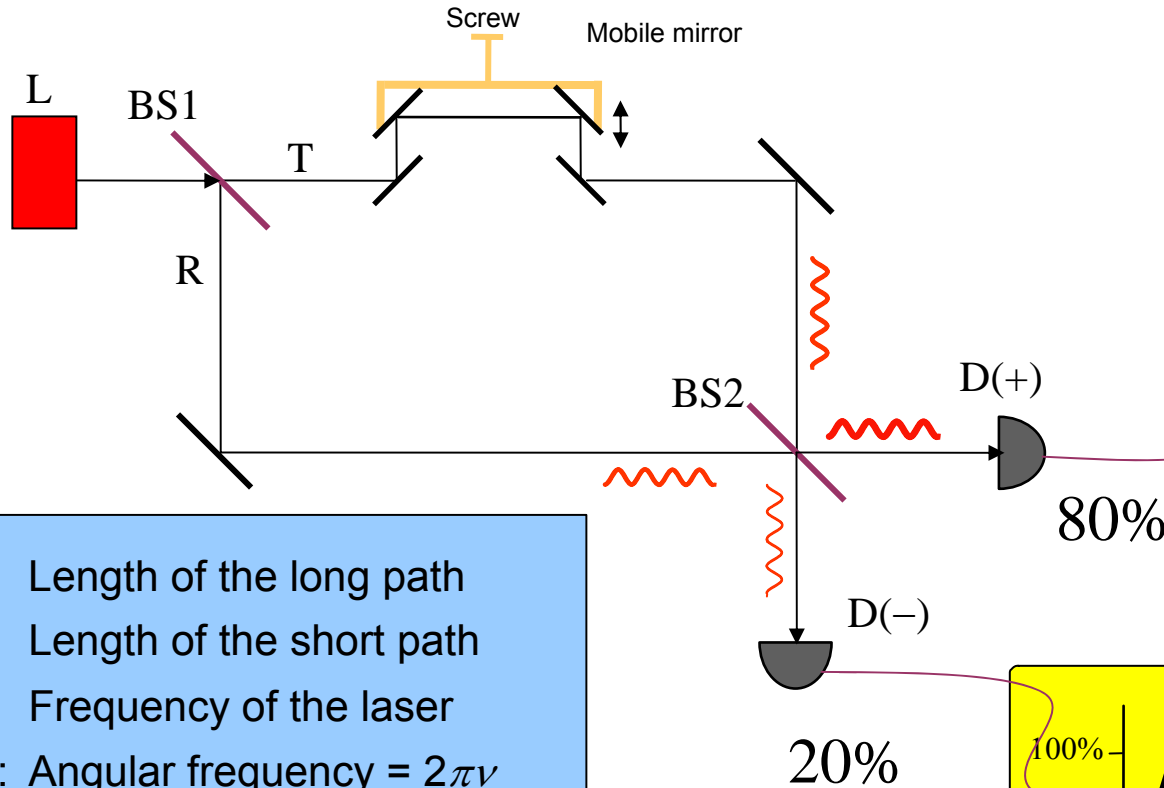 Screw
Mobile mirror
L
BS1
T
R
BS2
D(+)
80%
Length of the long path
Length of the short path
Frequency of the laser
: Angular frequency = 2πν
D(−)
20%
100%